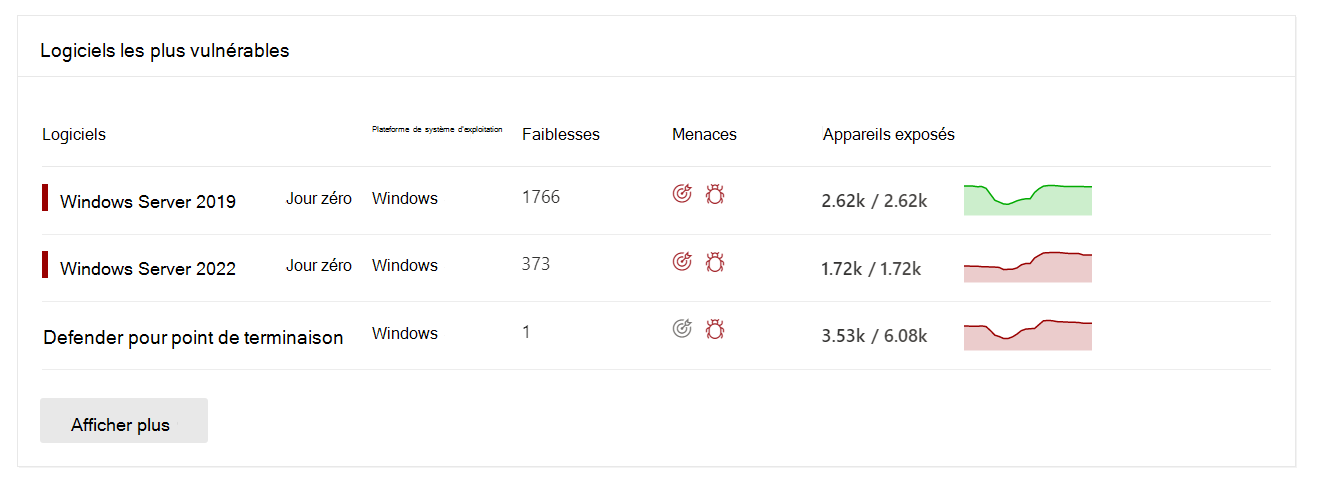 Logiciels les plus vulnérables
Logiciels Plateforme de système d'exploitation Faiblesses Menaces Appareils exposés
Windows Server 2019 Jour zéro Windows 1766 2.62k / 2.62k
Windows Server 2022 Jour zéro Windows 373 1.72k / 1.72k
Defender pour point de terminaison Windows 1 3.53k / 6.08k
Afficher plus